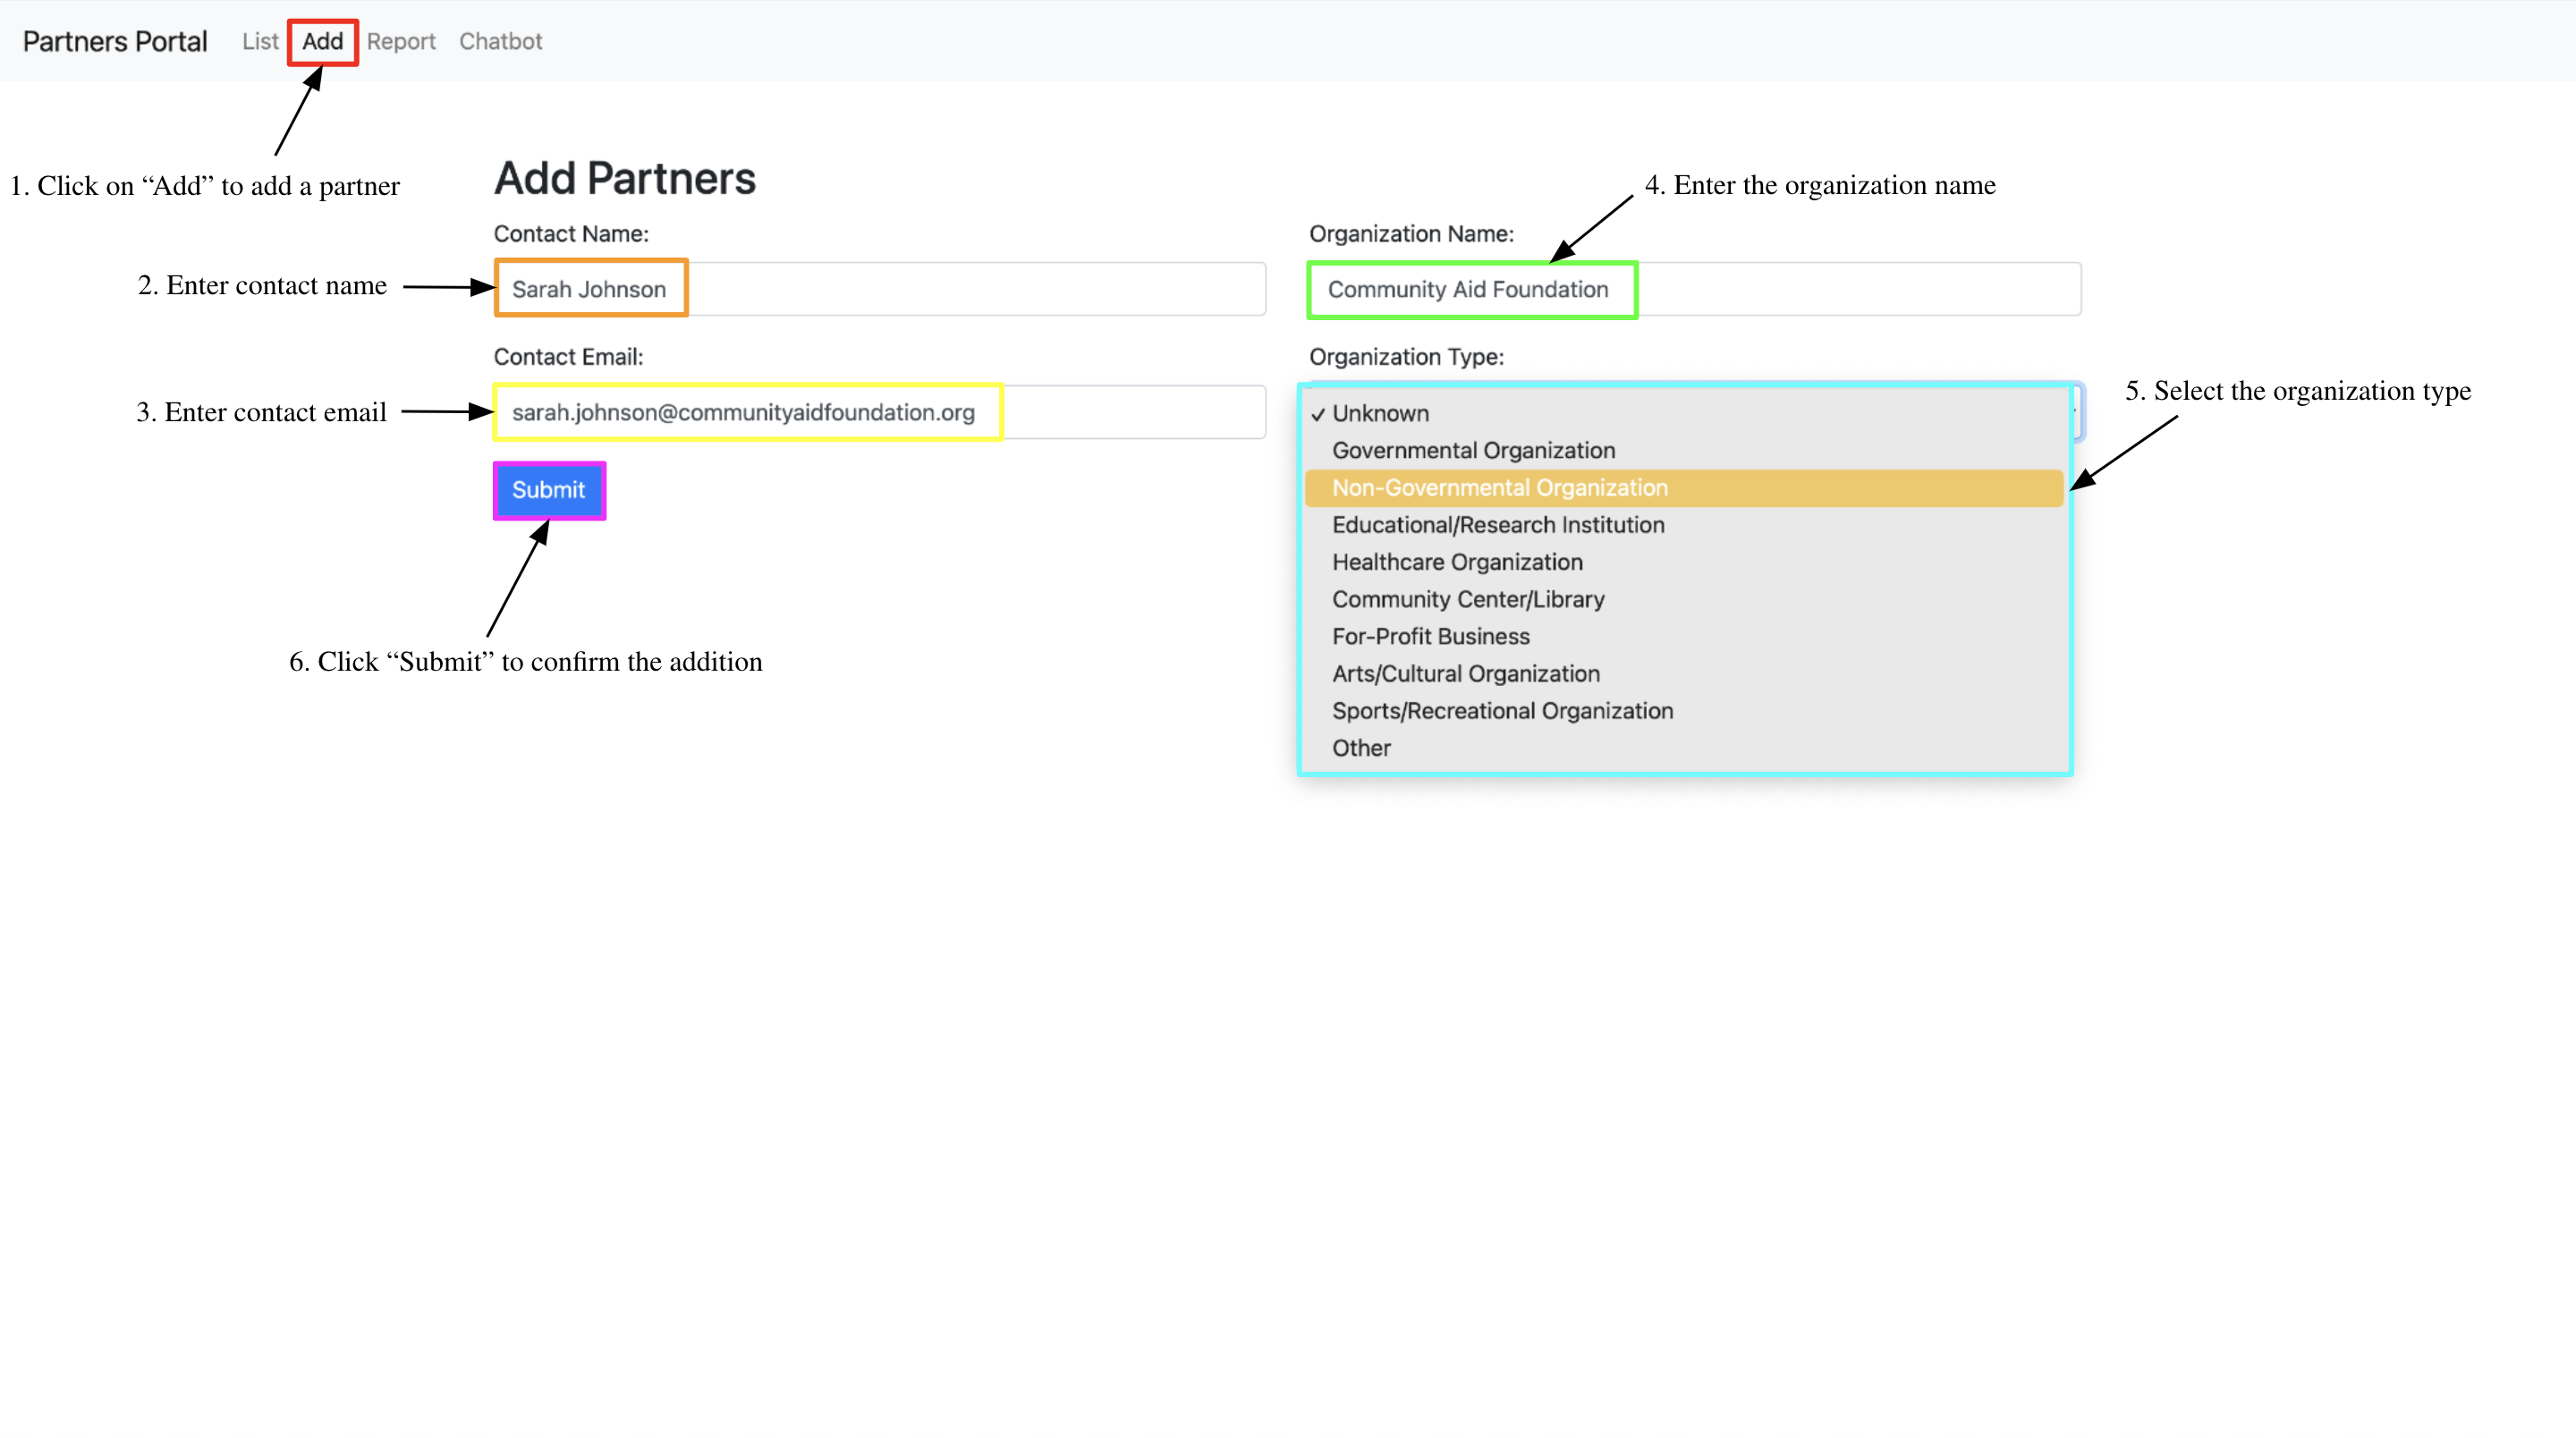 Partners Portal List Add Report Chatbot
1. Click on “Add” to add a partner
Add Partners
4. Enter the organization name
Contact Name:
Organization Name:
2. Enter contact name
Sarah Johnson
Community Aid Foundation
Contact Email:
Organization Type:
3. Enter contact email
sarah.johnson@communityaidfoundation.org
5. Select the organization type
✓ Unknown
Governmental Organization
Non-Governmental Organization
Educational/Research Institution
Healthcare Organization
Community Center/Library
For-Profit Business
Arts/Cultural Organization
Sports/Recreational Organization
Other
Submit
6. Click “Submit” to confirm the addition